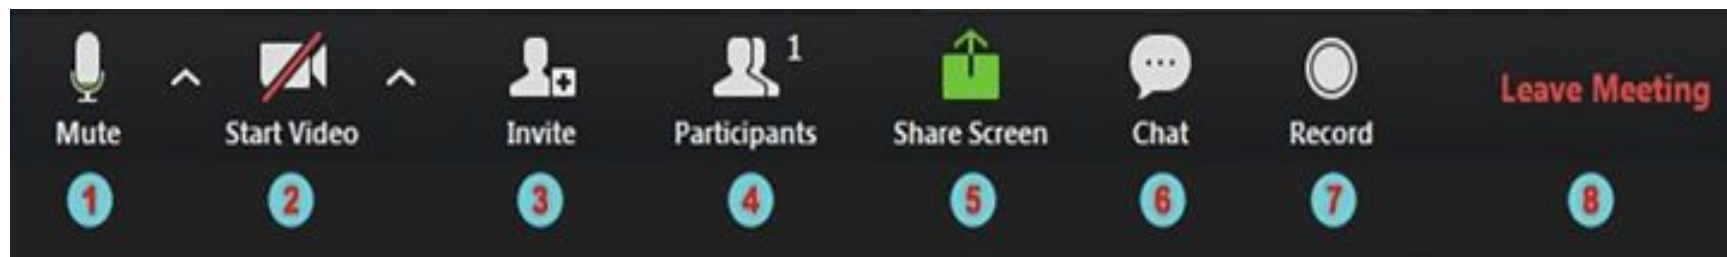 1
Mute
Start Video
Invite
Participants
Share Screen
Chat
Record
Leave Meeting
1
2
3
4
5
6
7
8